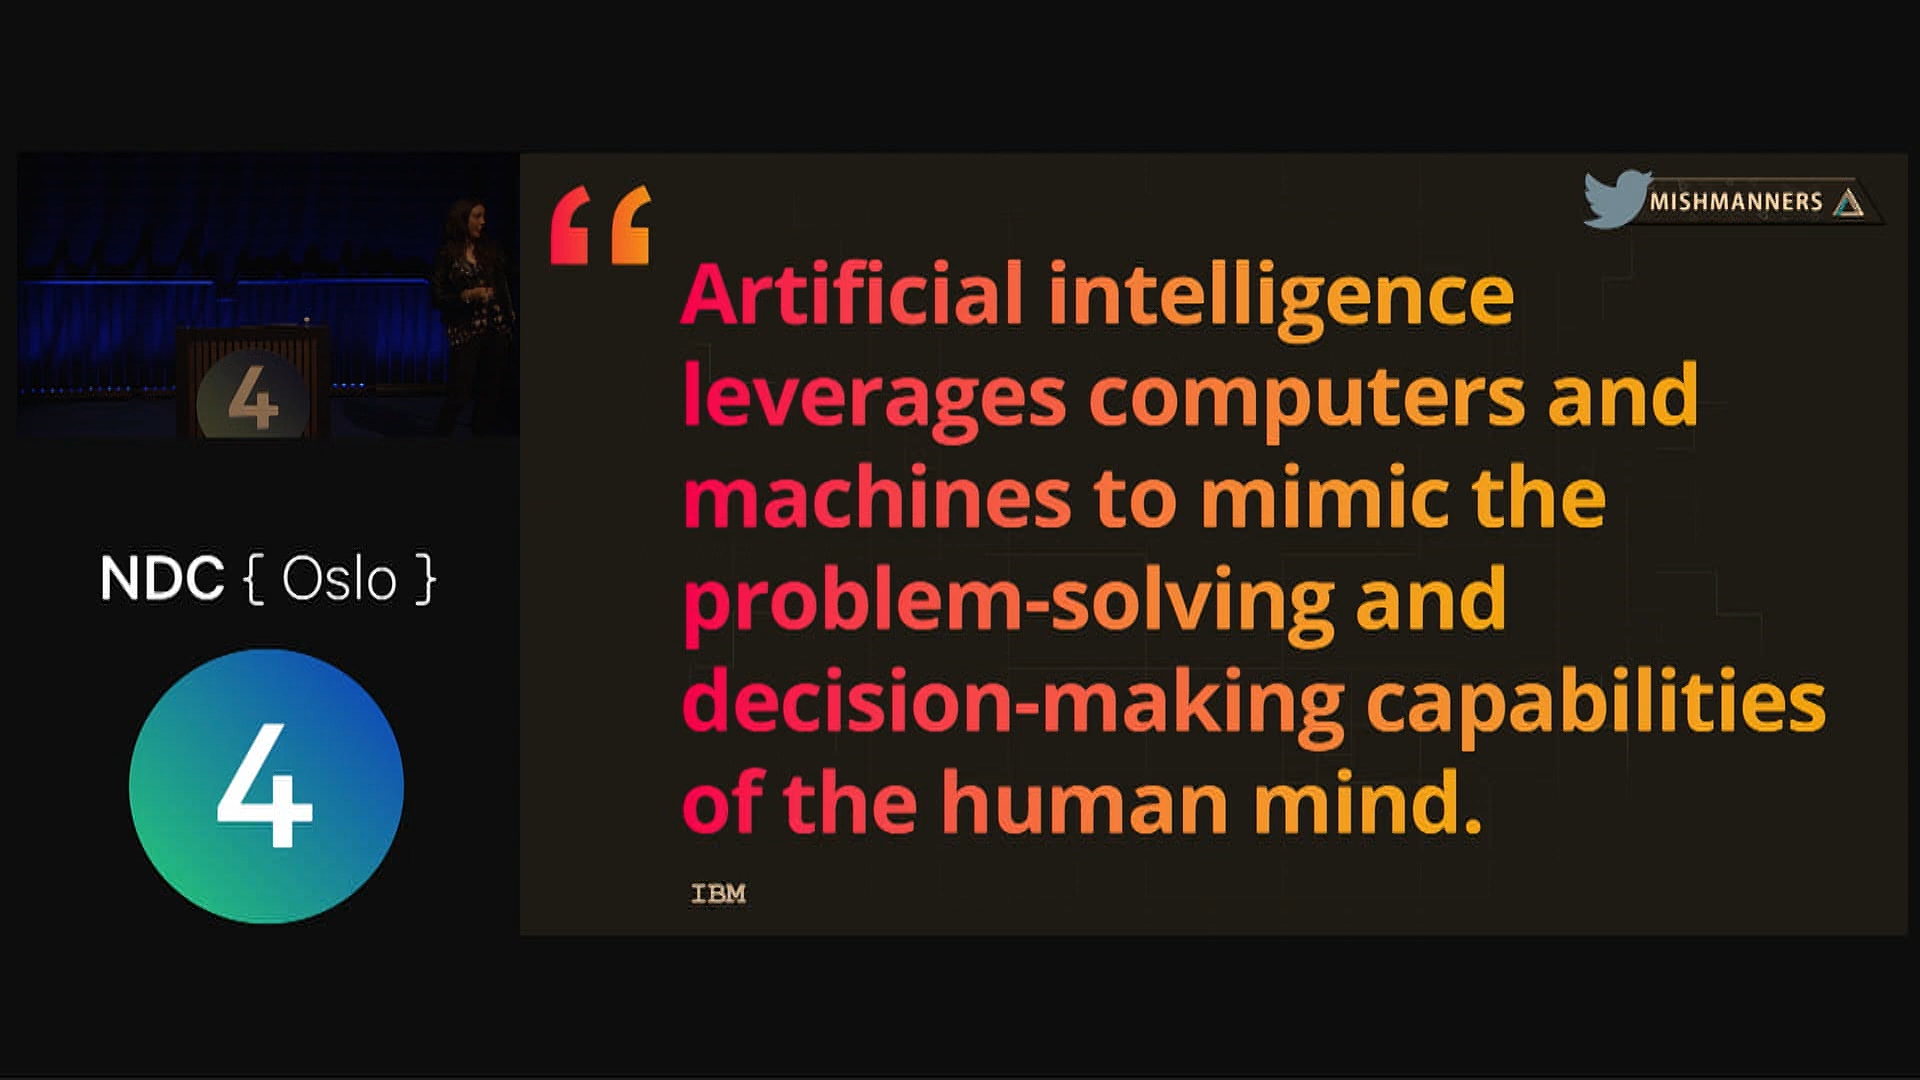 MISHMANNERS
“
Artificial intelligence
leverages computers and
machines to mimic the
problem-solving and
decision-making capabilities
of the human mind.
IBM
4
NDC { Oslo }
4